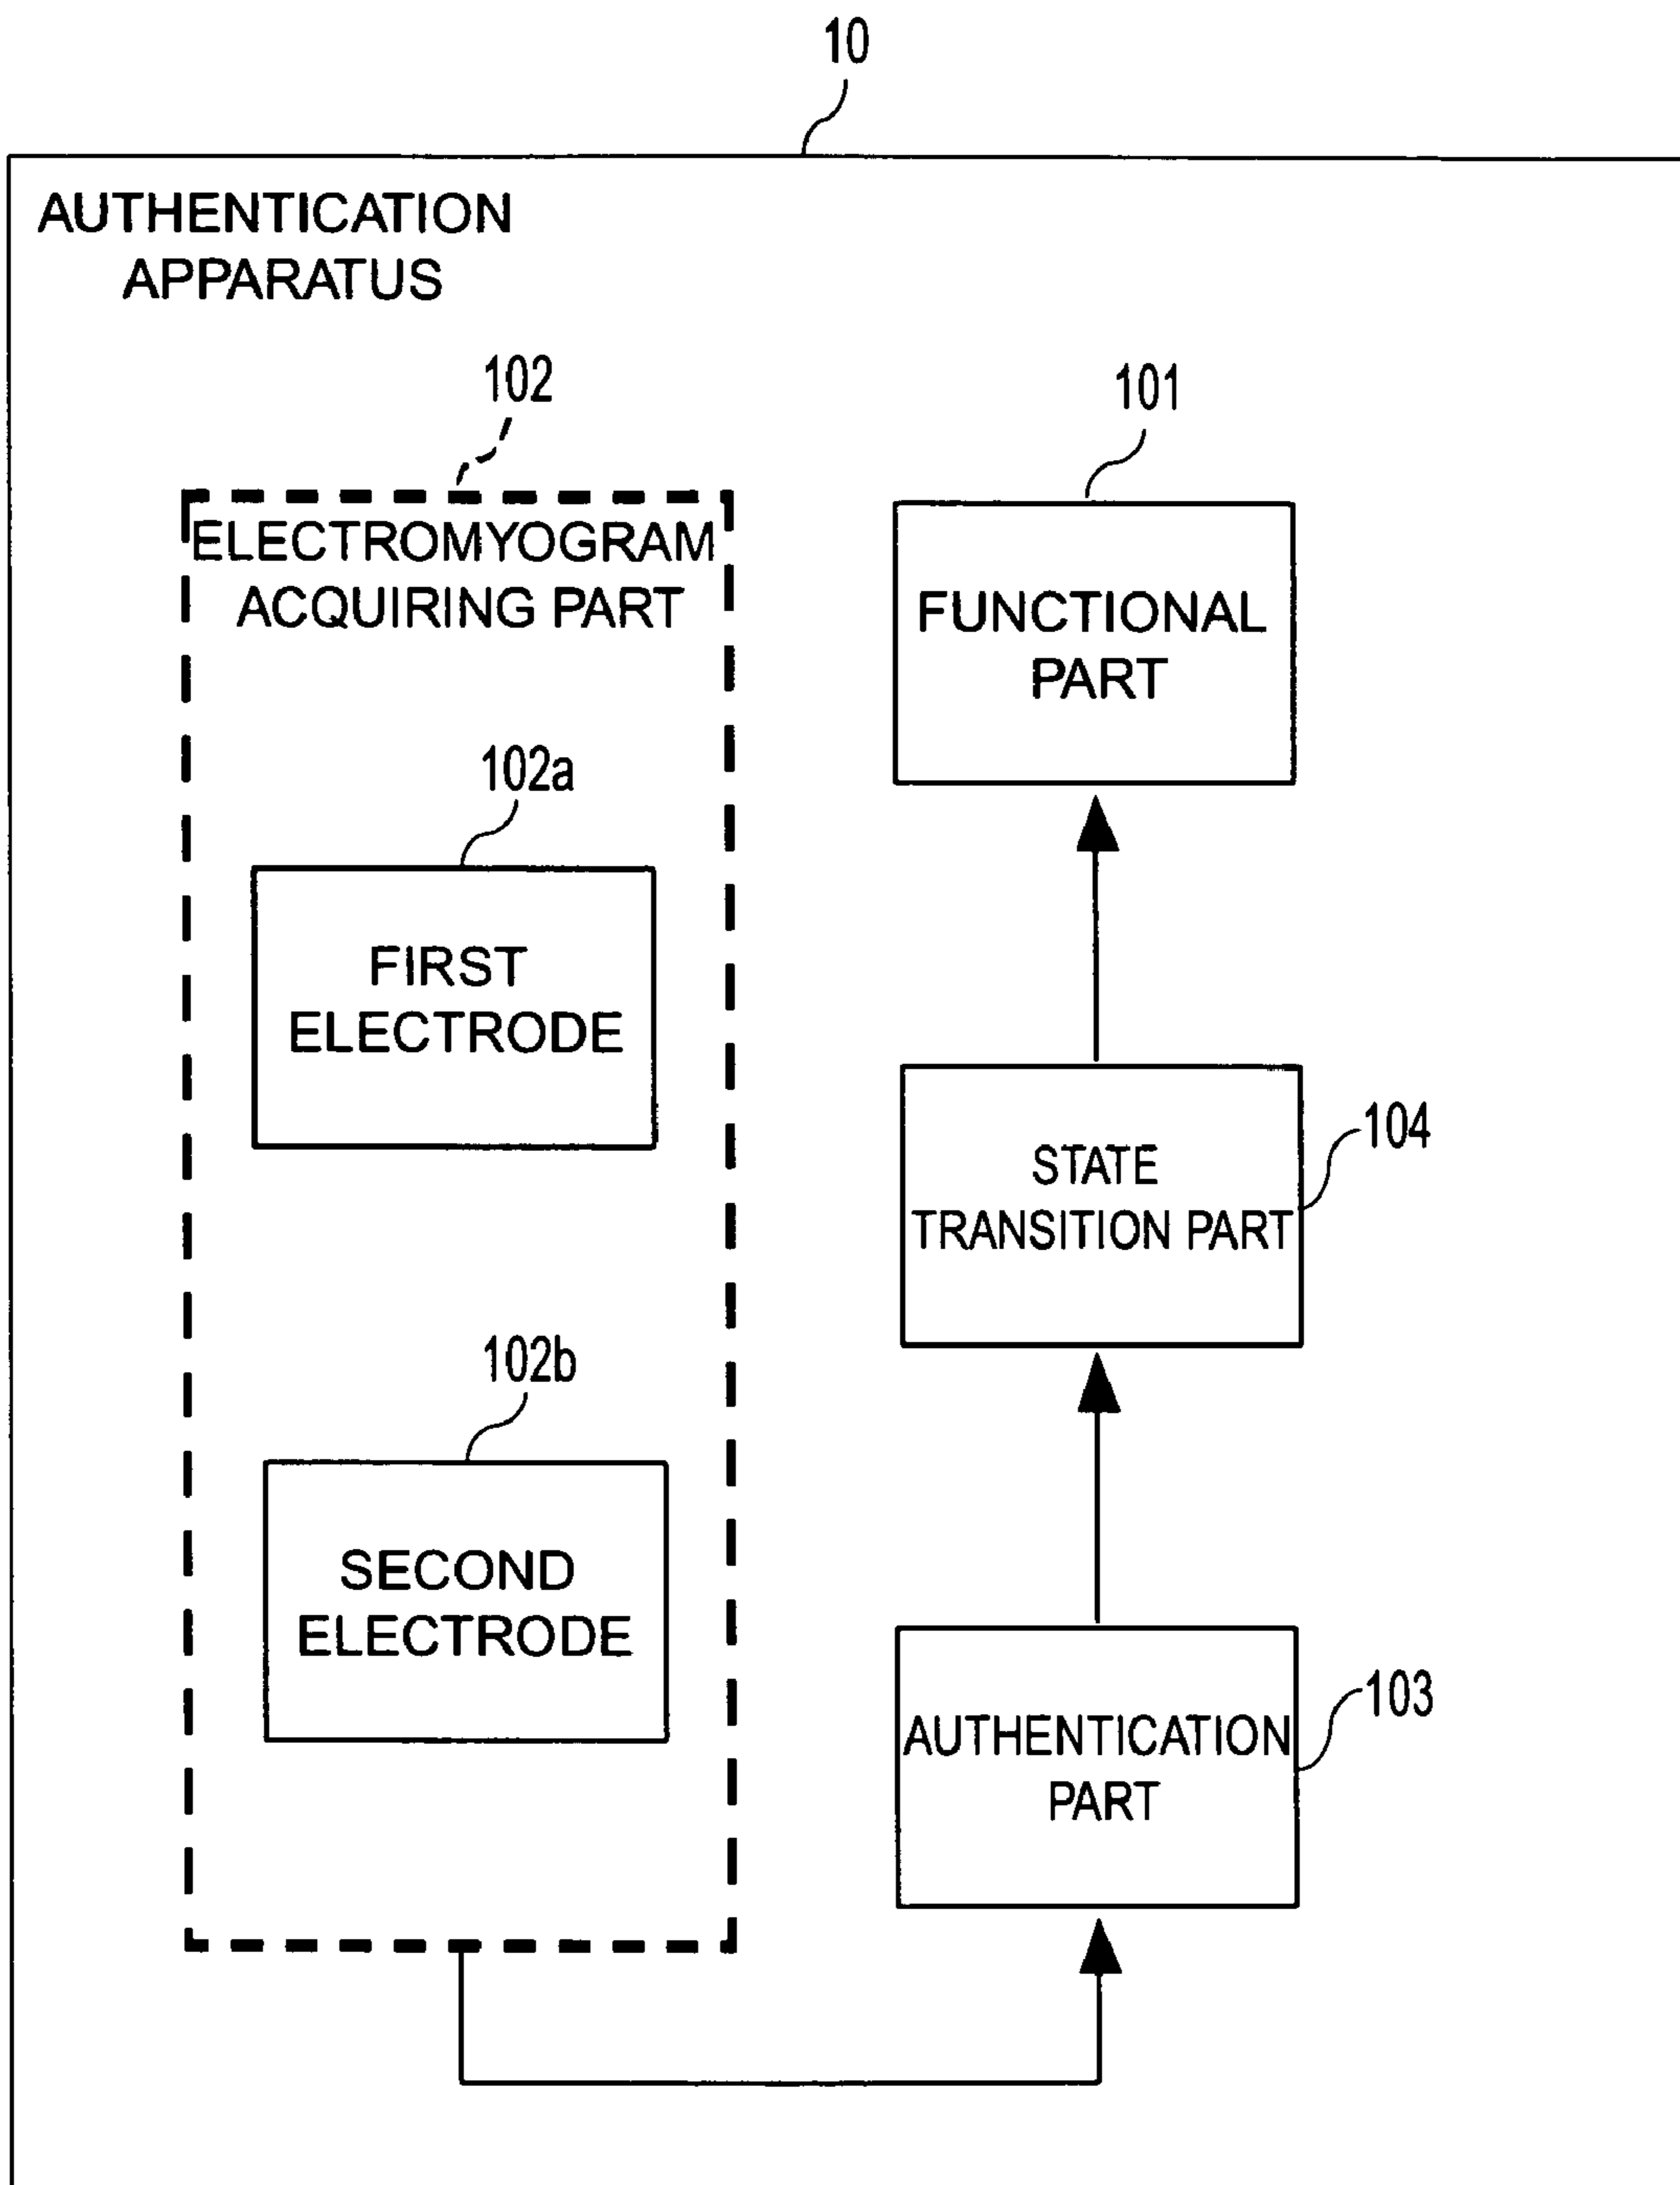 10
AUTHENTICATION
APPARATUS
102
ELECTROMYOGRAM
ACQUIRING PART
102a
FIRST
ELECTRODE
102b
SECOND
ELECTRODE
101
FUNCTIONAL
PART
STATE
TRANSITION PART
104
AUTHENTICATION
PART
103